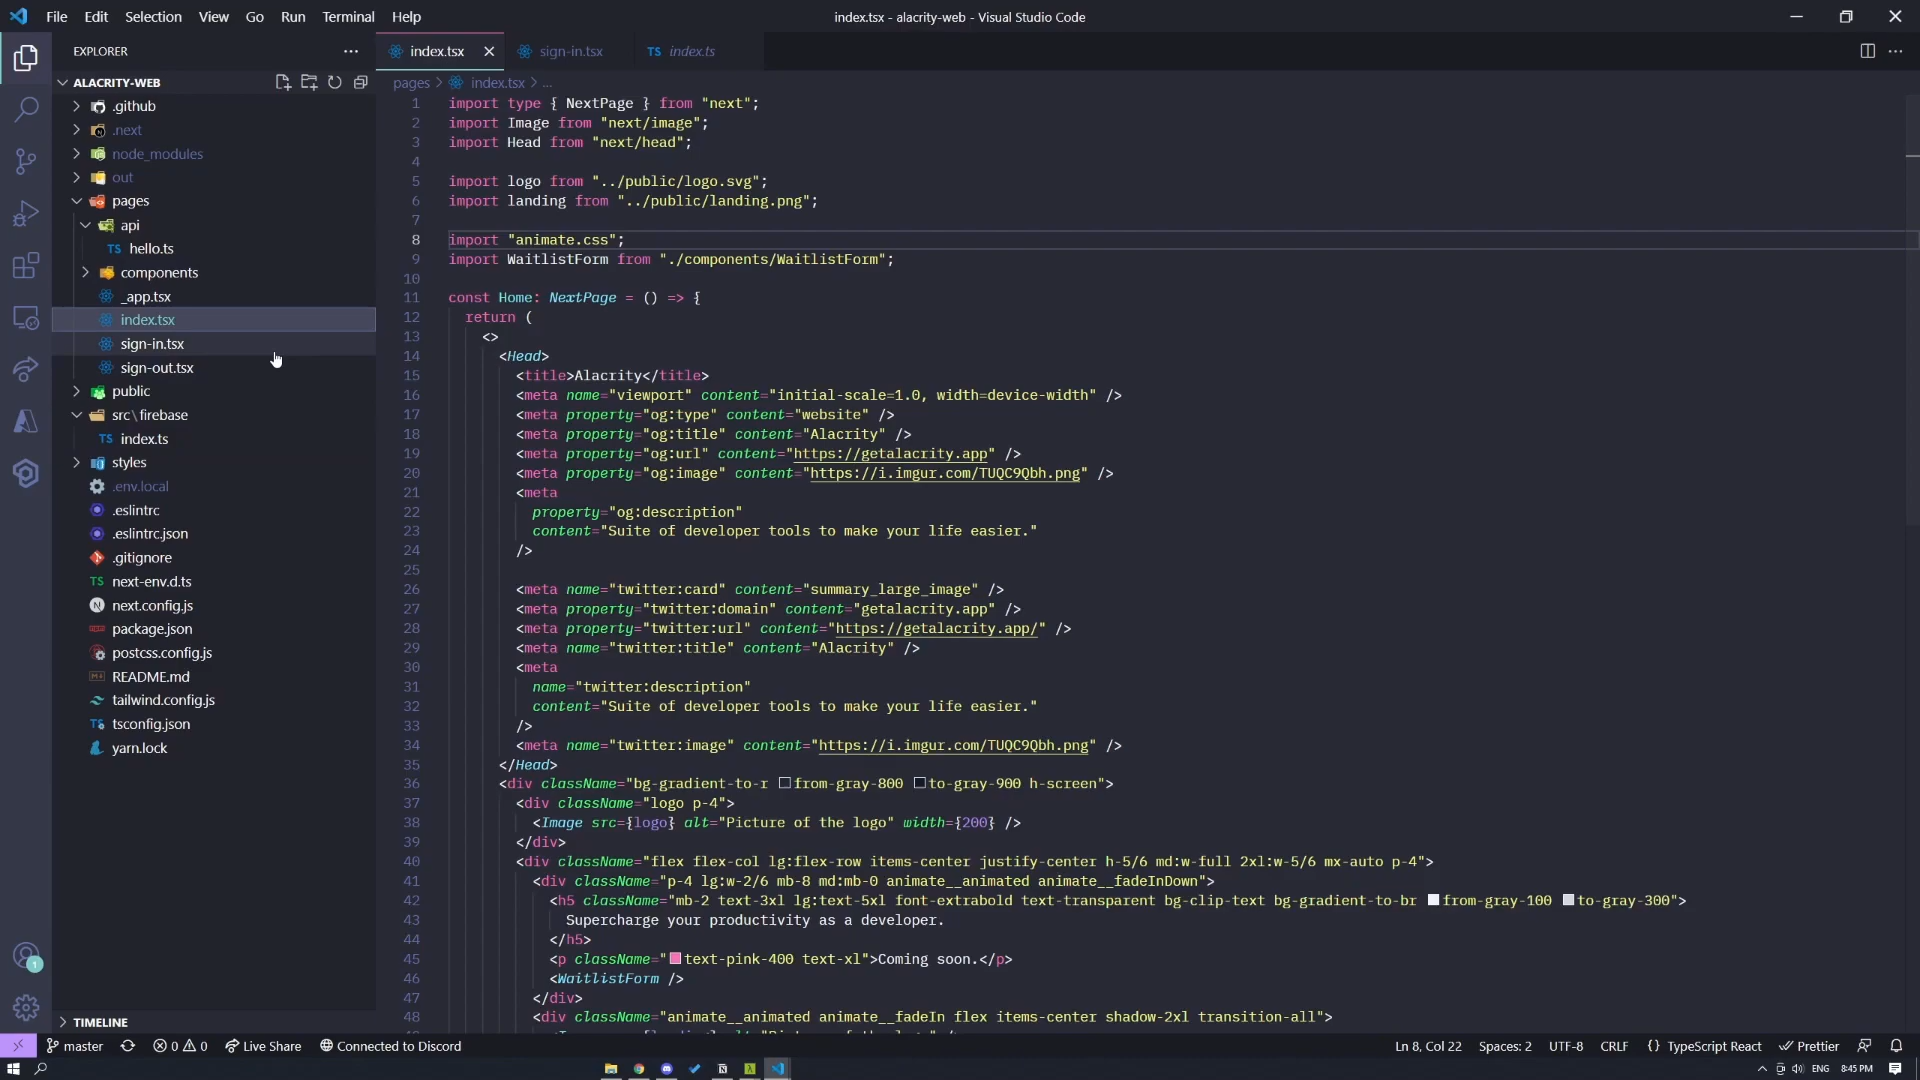 File Edit Selection View Go Run Terminal Help
index.tsx - alacrity-web - Visual Studio Code
EXPLORER
ALACRITY-WEB
.github
.next
node_modules
out
pages
api
TS hello.ts
components
_app.tsx
index.tsx
sign-in.tsx
sign-out.tsx
public
src\firebase
TS index.ts
styles
.env.local
.eslintrc
.eslintrc.json
.gitignore
TS next-env.d.ts
N next.config.js
package.json
postcss.config.js
README.md
tailwind.config.js
TS tsconfig.json
yarn.lock
TIMELINE
index.tsx sign-in.tsx TS index.ts
pages > index.tsx > ...
1 import type { NextPage } from "next";
2 import Image from "next/image";
3 import Head from "next/head";
4
5 import logo from "../public/logo.svg";
6 import landing from "../public/landing.png";
7
8 import "animate.css";
9 import WaitlistForm from "./components/WaitlistForm";
10
11 const Home: NextPage = () => {
12 return (
13 <>
14 <Head>
15 <title>Alacrity</title>
16 <meta name="viewport" content="initial-scale=1.0, width=device-width" />
17 <meta property="og:type" content="website" />
18 <meta property="og:title" content="Alacrity" />
19 <meta property="og:url" content="https://getalacrity.app" />
20 <meta property="og:image" content="https://i.imgur.com/TUQC9Qbh.png" />
21 <meta
22 property="og:description"
23 content="Suite of developer tools to make your life easier."
24 />
25
26 <meta name="twitter:card" content="summary_large_image" />
27 <meta property="twitter:domain" content="getalacrity.app" />
28 <meta property="twitter:url" content="https://getalacrity.app/" />
29 <meta name="twitter:title" content="Alacrity" />
30 <meta
31 name="twitter:description"
32 content="Suite of developer tools to make your life easier."
33 />
34 <meta name="twitter:image" content="https://i.imgur.com/TUQC9Qbh.png" />
35 </Head>
36 <div className="bg-gradient-to-r from-gray-800 to-gray-900 h-screen">
37 <div className="logo p-4">
38 <Image src={logo} alt="Picture of the logo" width={200} />
39 </div>
40 <div className="flex flex-col lg:flex-row items-center justify-center h-5/6 md:w-full 2xl:w-5/6 mx-auto p-4">
41 <div className="p-4 lg:w-2/6 mb-8 md:mb-0 animate__animated animate__fadeInDown">
42 <h5 className="mb-2 text-3xl lg:text-5xl font-extrabold text-transparent bg-clip-text bg-gradient-to-br from-gray-100 to-gray-300">
43 Supercharge your productivity as a developer.
44 </h5>
45 <p className="text-pink-400 text-xl">Coming soon.</p>
46 <WaitlistForm />
47 </div>
48 <div className="animate__animated animate__fadeIn flex items-center shadow-2xl transition-all">
1
master 0 0 Live Share Connected to Discord
Ln 8, Col 22 Spaces: 2 UTF-8 CRLF {} TypeScript React Prettier
ENG 8:45 PM